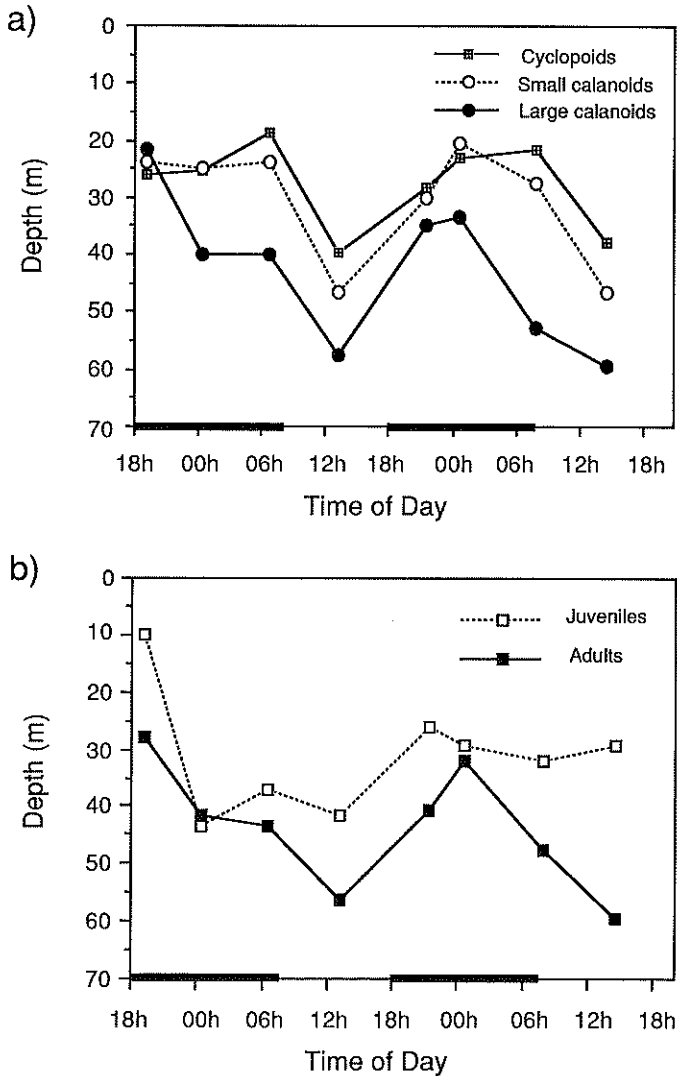 a)
0
10
20
30
40
50
60
70
Depth (m)
Cyclopoids
Small calanoids
Large calanoids
18h 00h 06h 12h 18h 00h 06h 12h 18h
Time of Day
b)
0
10
20
30
40
50
60
70
Depth (m)
Juveniles
Adults
18h 00h 06h 12h 18h 00h 06h 12h 18h
Time of Day